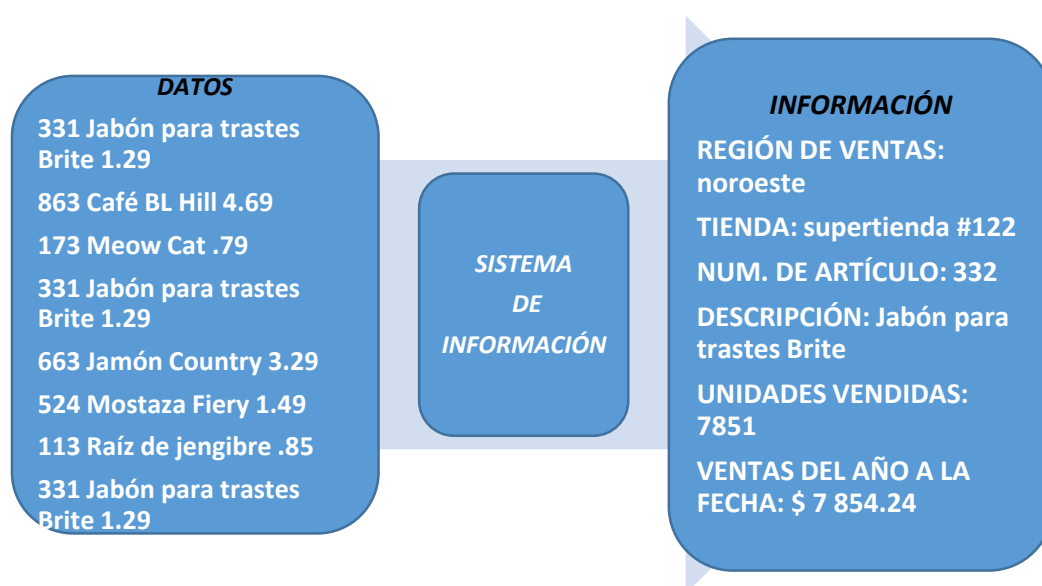 DATOS
331 Jabón para trastes
Brite 1.29
863 Café BL Hill 4.69
173 Meow Cat .79
331 Jabón para trastes
Brite 1.29
663 Jamón Country 3.29
524 Mostaza Fiery 1.49
113 Raíz de jengibre .85
331 Jabón para trastes
Brite 1.29
SISTEMA
DE
INFORMACIÓN
INFORMACIÓN
REGIÓN DE VENTAS:
noroeste
TIENDA: supertienda #122
NUM. DE ARTÍCULO: 332
DESCRIPCIÓN: Jabón para
trastes Brite
UNIDADES VENDIDAS:
7851
VENTAS DEL AÑO A LA
FECHA: $ 7 854.24